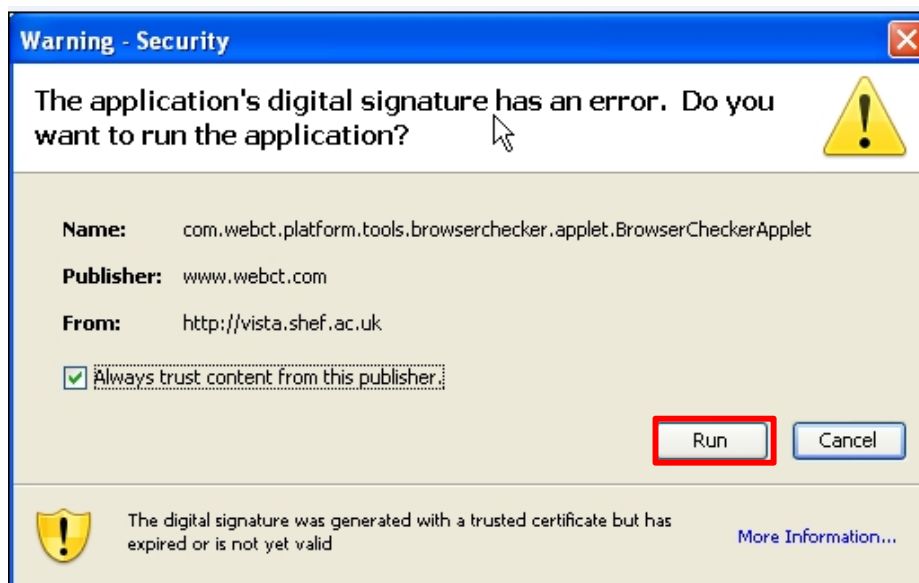 Warning - Security
The application's digital signature has an error. Do you
want to run the application?
Name: com.webct.platform.tools.browserchecker.applet.BrowserCheckerApplet
Publisher: www.webct.com
From: http://vista.shef.ac.uk
Always trust content from this publisher.
Run Cancel
The digital signature was generated with a trusted certificate but has
expired or is not yet valid
More Information...